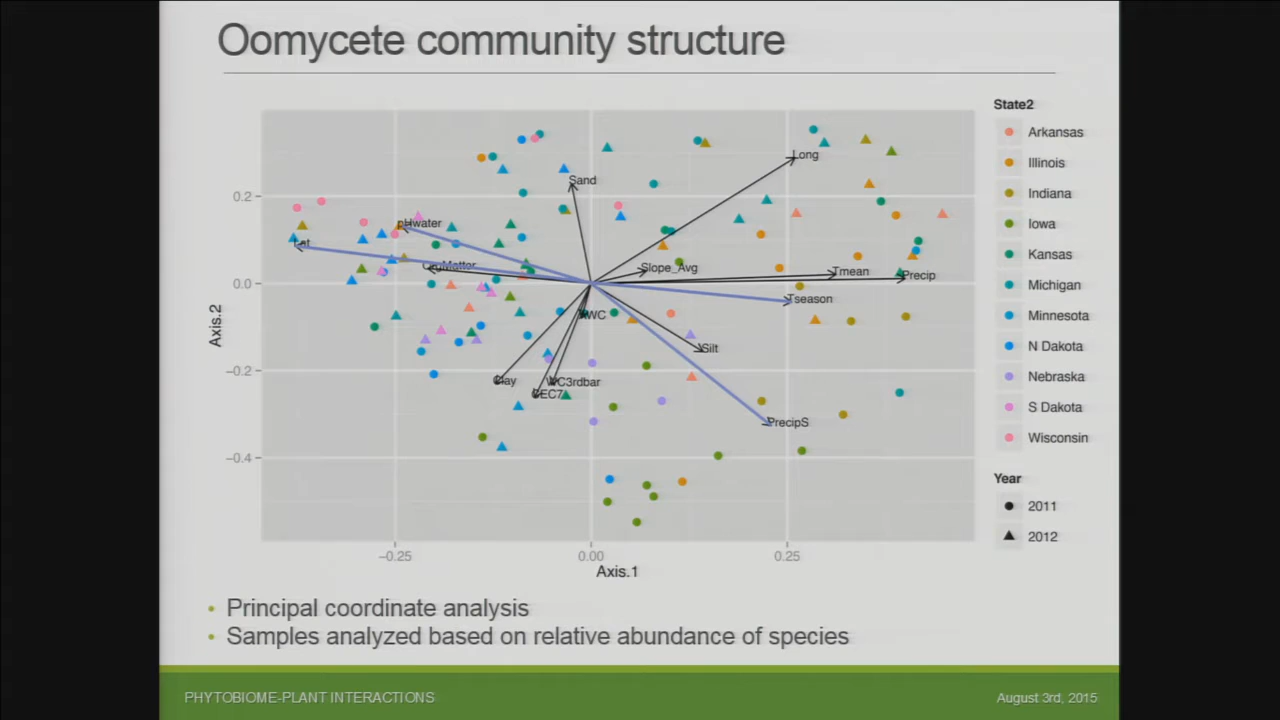 Oomycete community structure
State2
Arkansas
Illinois
Indiana
Iowa
Kansas
Michigan
Minnesota
N Dakota
Nebraska
S Dakota
Wisconsin
Year
2011
2012
Axis.2
0.2
0.0
−0.2
−0.4
Long
Sand
pHwater
Lat
OrgMatter
Slope_Avg
Tmean
Precip
Tseason
AWC
Silt
Clay
WC3rdbar
CEC7
PrecipS
−0.25
0.00
0.25
Axis.1
• Principal coordinate analysis
• Samples analyzed based on relative abundance of species
PHYTOBIOME-PLANT INTERACTIONS
August 3rd, 2015